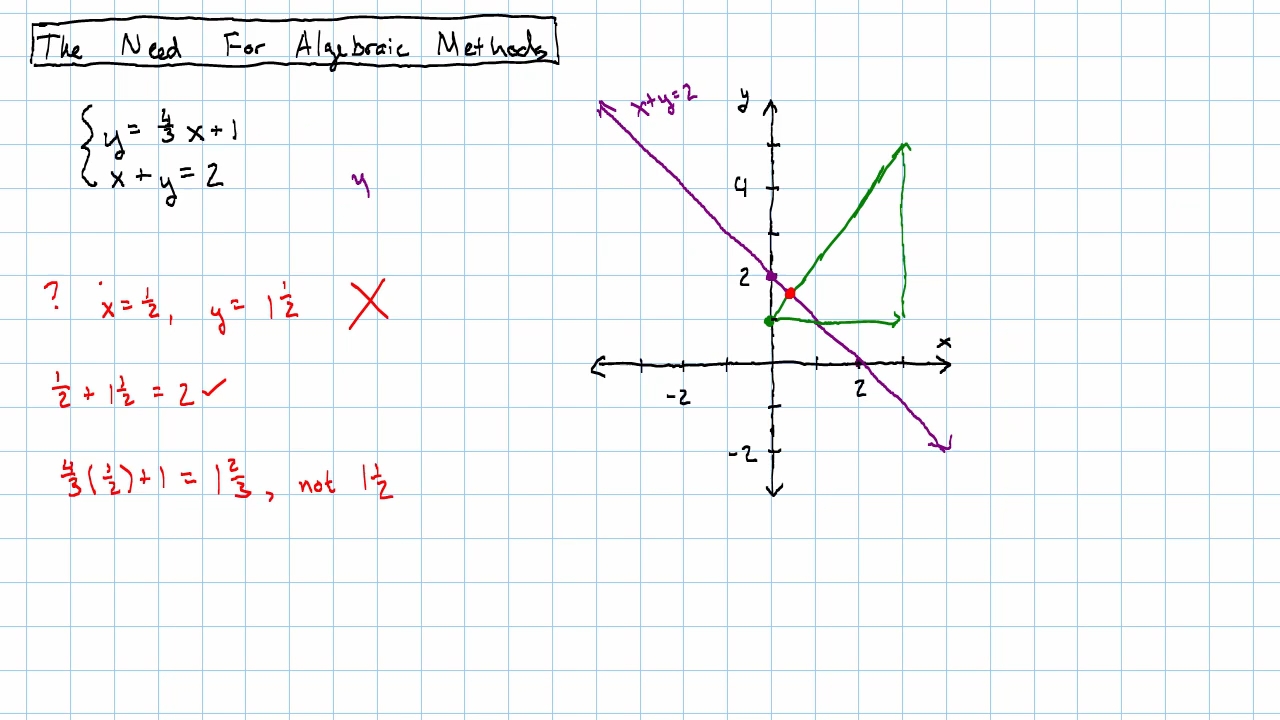 The Need For Algebraic Methods
y = 4/3 x + 1
x + y = 2
y
? x = 1/2, y = 1 1/2 X
1/2 + 1 1/2 = 2 ✓
4/3 (1/2) + 1 = 1 2/3, not 1 1/2
x+y=2
y
4
2
x
-2
2
-2